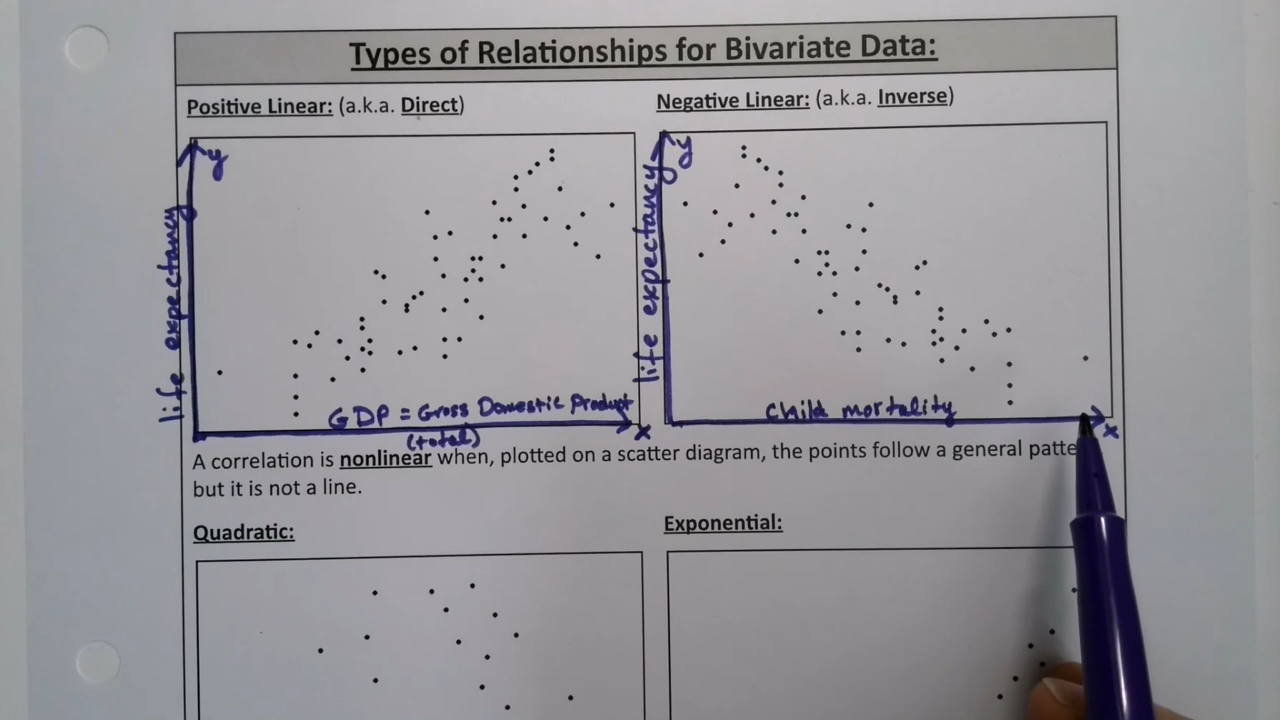 Types of Relationships for Bivariate Data:
Positive Linear: (a.k.a. Direct)
Negative Linear: (a.k.a. Inverse)
y
life expectancy
GDP = Gross Domestic Product
(total)
x
y
life expectancy
child mortality
x
A correlation is nonlinear when, plotted on a scatter diagram, the points follow a general patte
but it is not a line.
Quadratic:
Exponential: